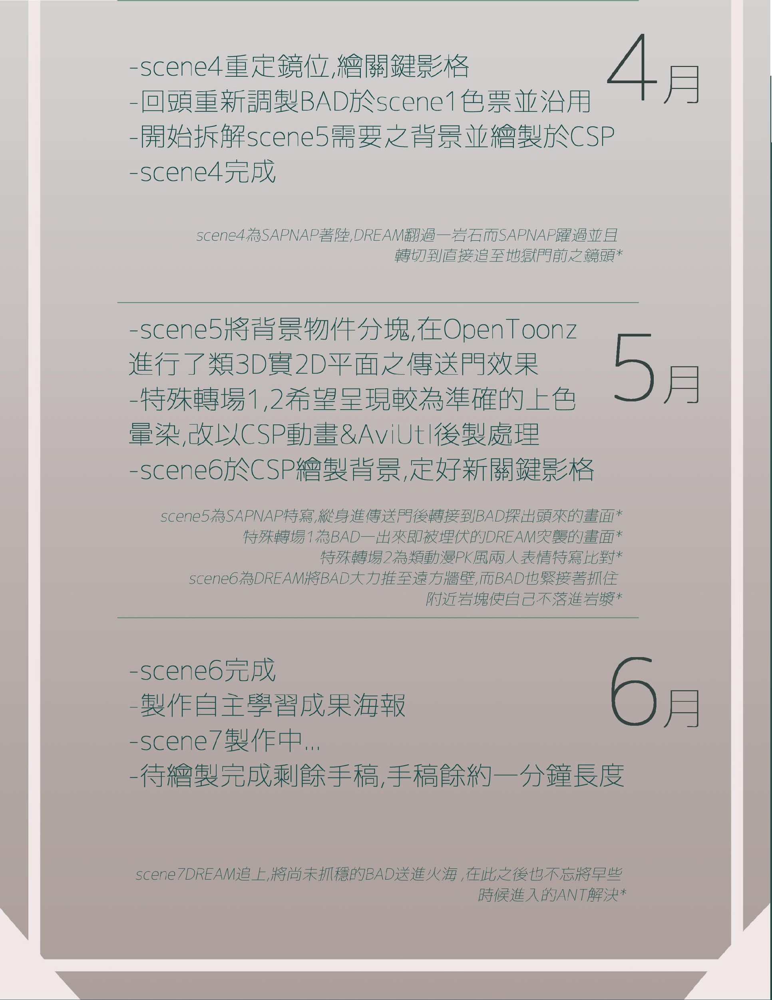 4月
-scene4重定鏡位,繪關鍵影格
-回頭重新調製BAD於scene1色票並沿用
-開始拆解scene5需要之背景並繪製於CSP
-scene4完成
scene4為SAPNAP著陸,DREAM翻過一岩石而SAPNAP躍過並且
轉切到直接追至地獄門前之鏡頭*
5月
-scene5將背景物件分塊,在OpenToonz
進行了類3D實2D平面之傳送門效果
-特殊轉場1,2希望呈現較為準確的上色
暈染,改以CSP動畫&AviUtl後製處理
-scene6於CSP繪製背景,定好新關鍵影格
scene5為SAPNAP特寫,縱身進傳送門後轉接到BAD探出頭來的畫面*
特殊轉場1為BAD一出來即被埋伏的DREAM突襲的畫面*
特殊轉場2為類動漫PK風兩人表情特寫比對*
scene6為DREAM將BAD大力推至遠方牆壁,而BAD也緊接著抓住
附近岩塊使自己不落進岩漿*
6月
-scene6完成
-製作自主學習成果海報
-scene7製作中...
-待繪製完成剩餘手稿,手稿餘約一分鐘長度
scene7DREAM追上,將尚未抓穩的BAD送進火海 ,在此之後也不忘將早些
時候進入的ANT解決*